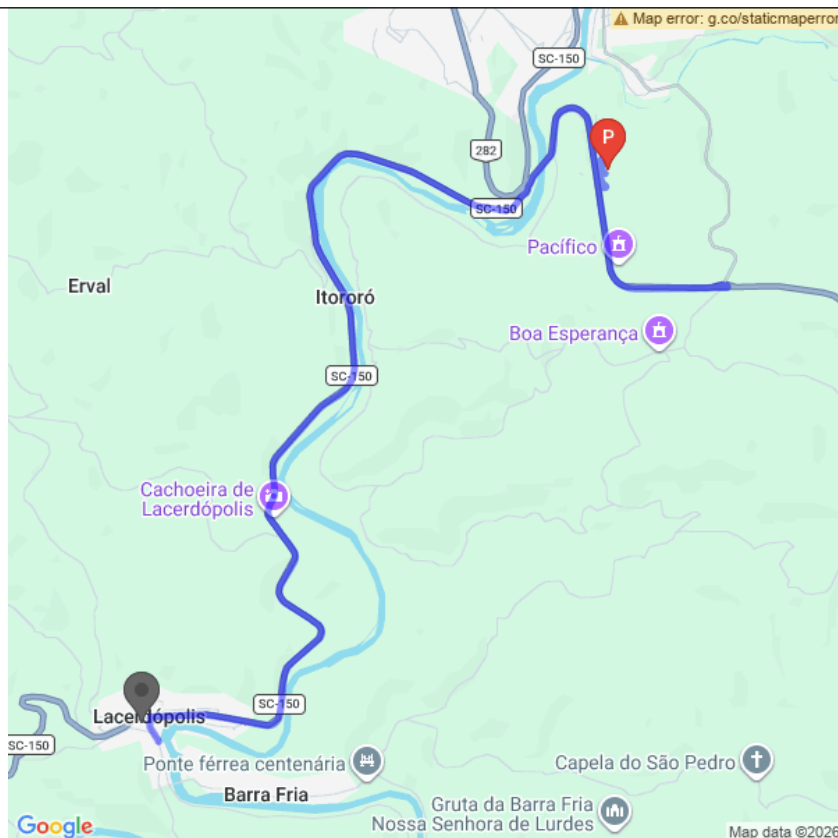 Map error: g.co/staticmaperror
SC-150
P
282
SC-150
Pacífico
Erval
Itororó
Boa Esperança
SC-150
Cachoeira de
Lacerdópolis
SC-150
Lacerdópolis
SC-150
Ponte férrea centenária
Capela do São Pedro
Barra Fria
Gruta da Barra Fria
Nossa Senhora de Lurdes
Google
Map data ©2026